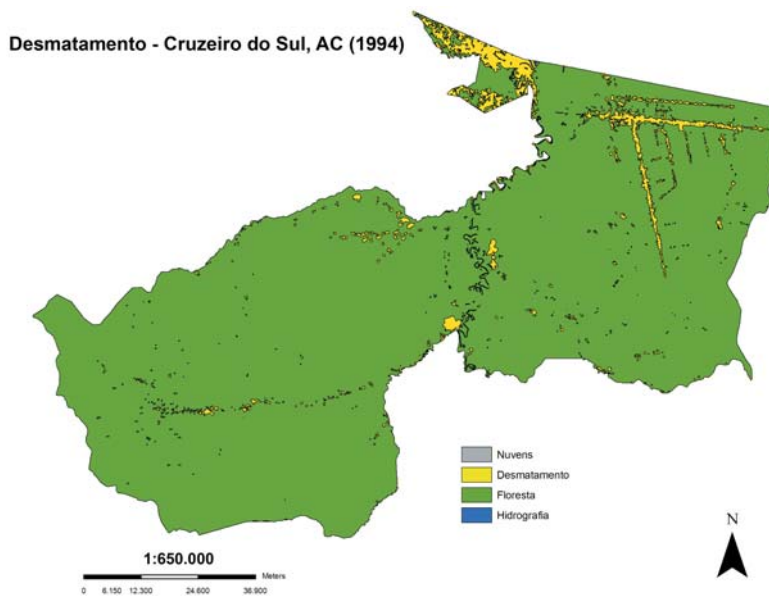 Desmatamento - Cruzeiro do Sul, AC (1994)
Nuvens
Desmatamento
Floresta
Hidrografia
N
1:650.000
Meters
0 6.150 12.300 24.600 36.900